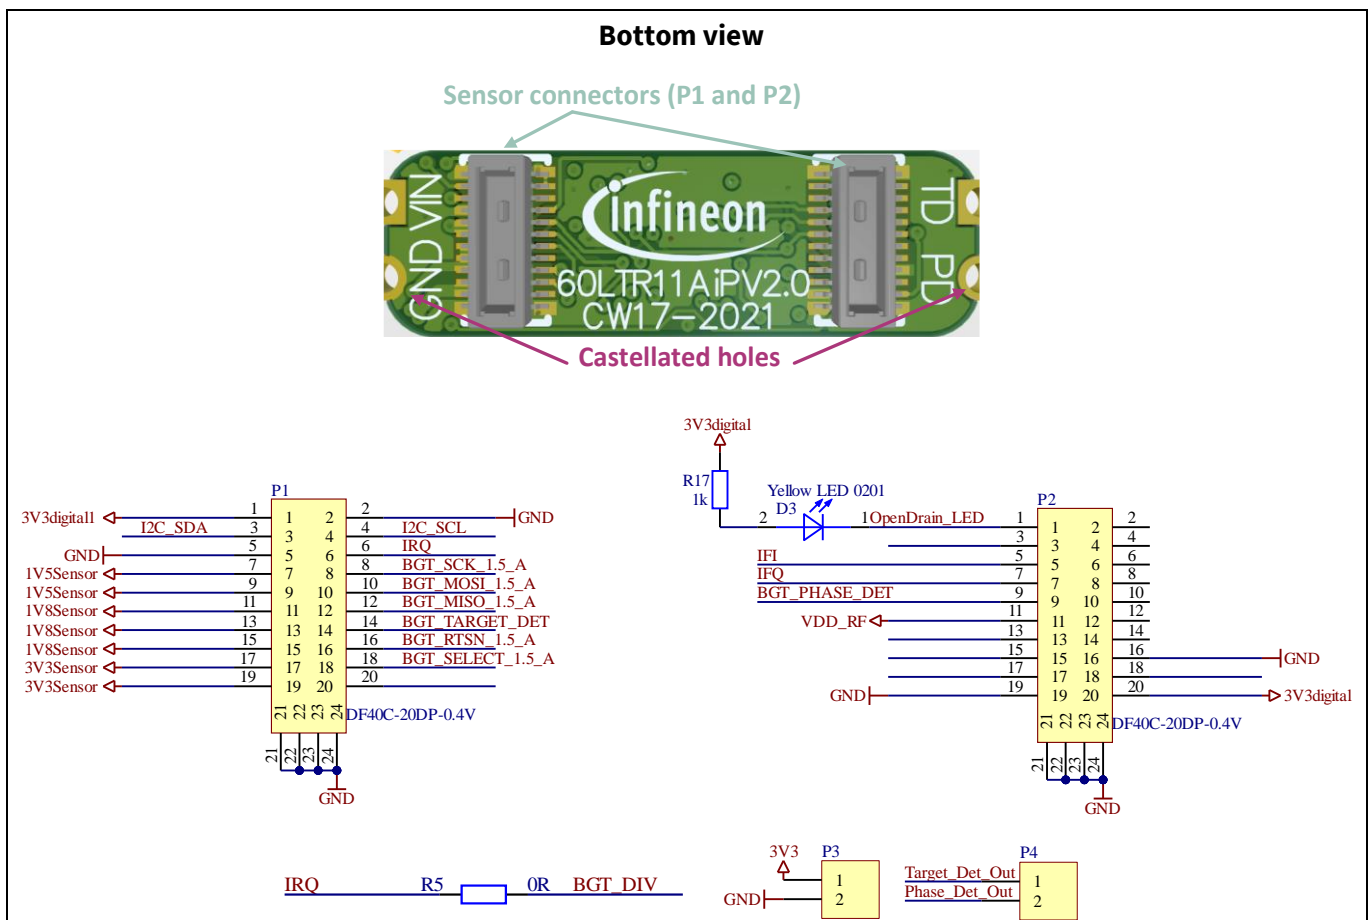 Bottom view
Sensor connectors (P1 and P2)
GND VIN
infineon
60LTR11AiPV2.0
CW17-2021
TD
PD
Castellated holes
P1
3V3digital1 1 1 2 2 GND
I2C_SDA 3 3 4 4 I2C_SCL
GND 5 5 6 6 IRQ
1V5Sensor 7 7 8 8 BGT_SCK_1.5_A
1V5Sensor 9 9 10 10 BGT_MOSI_1.5_A
1V8Sensor 11 11 12 12 BGT_MISO_1.5_A
1V8Sensor 13 13 14 14 BGT_TARGET_DET
1V8Sensor 15 15 16 16 BGT_RTSN_1.5_A
3V3Sensor 17 17 18 18 BGT_SELECT_1.5_A
3V3Sensor 19 19 20 20
21 22 23 24 DF40C-20DP-0.4V
21 22 23 24
GND
3V3digital
R17
1k
Yellow LED 0201
D3
P2
2 1 OpenDrain_LED 1 1 2 2
3 3 4 4
IFI 5 5 6 6
IFQ 7 7 8 8
BGT_PHASE_DET 9 9 10 10
VDD_RF 11 11 12 12
13 13 14 14
15 15 16 16 GND
17 17 18 18
GND 19 19 20 20 3V3digital
21 22 23 24 DF40C-20DP-0.4V
21 22 23 24
GND
IRQ R5 0R BGT_DIV
P3
3V3 1
GND 2
P4
Target_Det_Out 1
Phase_Det_Out 2